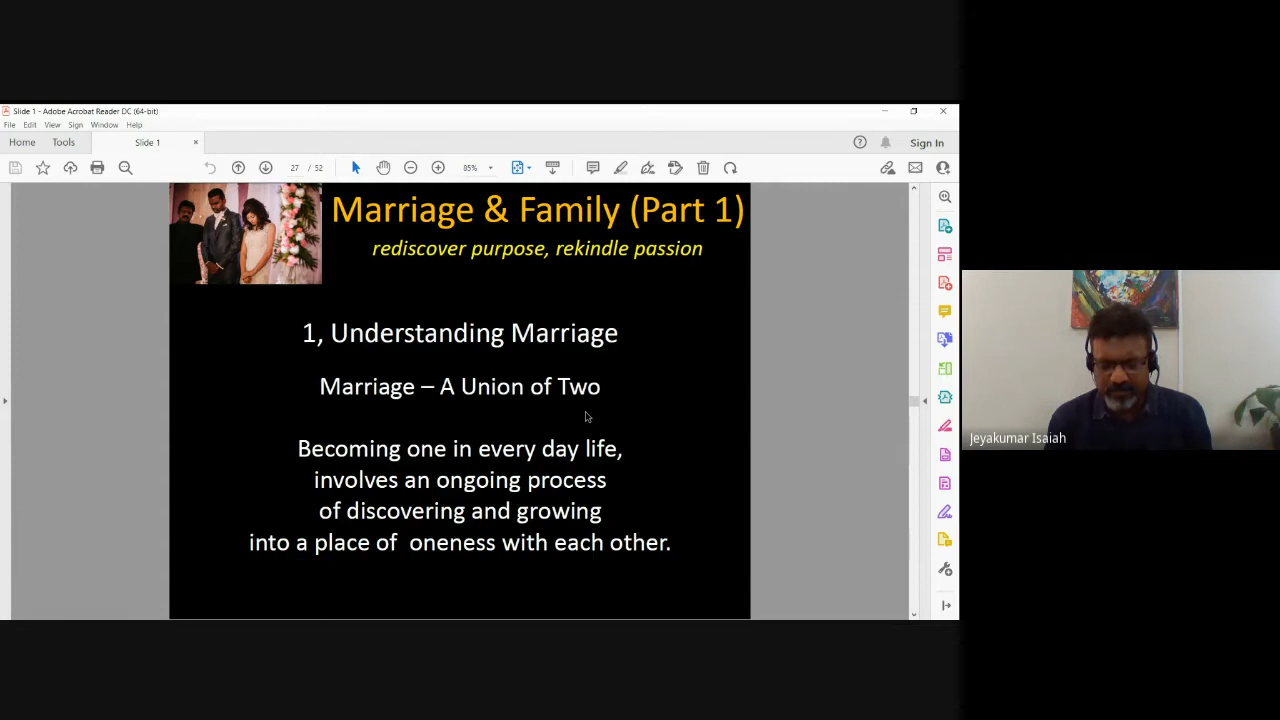 Slide 1 - Adobe Acrobat Reader DC (64-bit)
File Edit View Sign Window Help
Home Tools Slide 1 × Sign In
27 / 52 85%
Marriage & Family (Part 1)
rediscover purpose, rekindle passion
1, Understanding Marriage
Marriage – A Union of Two
Becoming one in every day life,
involves an ongoing process
of discovering and growing
into a place of oneness with each other.
Jeyakumar Isaiah